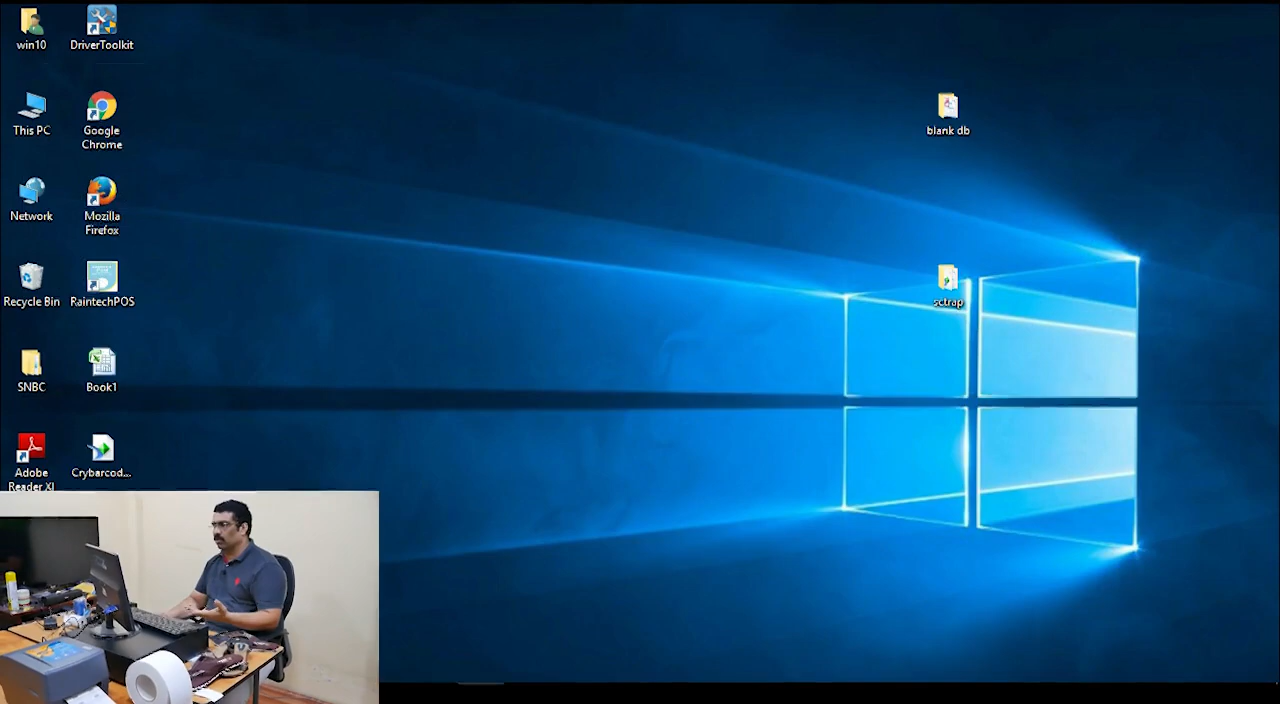 win10
DriverToolkit
This PC
Google
Chrome
blank db
Network
Mozilla
Firefox
Recycle Bin
RaintechPOS
sctrap
SNBC
Book1
Adobe
Reader XI
Crybarcod...